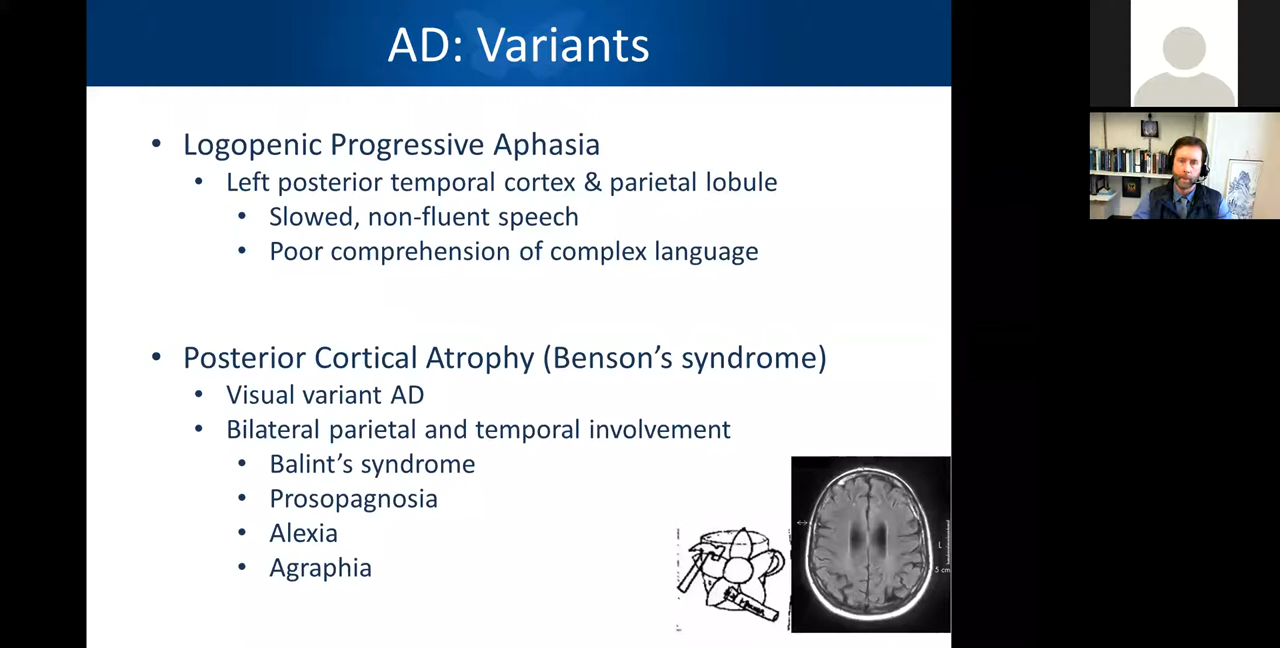 AD: Variants
• Logopenic Progressive Aphasia
• Left posterior temporal cortex & parietal lobule
• Slowed, non-fluent speech
• Poor comprehension of complex language
• Posterior Cortical Atrophy (Benson's syndrome)
• Visual variant AD
• Bilateral parietal and temporal involvement
• Balint's syndrome
• Prosopagnosia
• Alexia
• Agraphia
L
5 cm